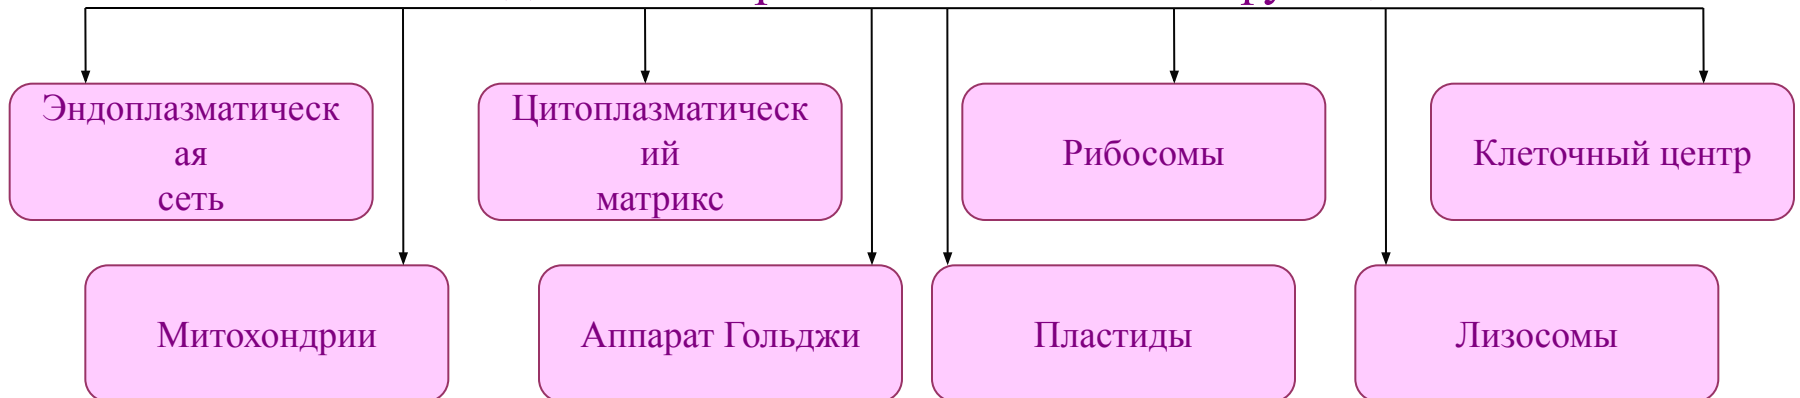 Эндоплазматическ
ая
сеть
Цитоплазматическ
ий
матрикс
Рибосомы
Клеточный центр
Митохондрии
Аппарат Гольджи
Пластиды
Лизосомы